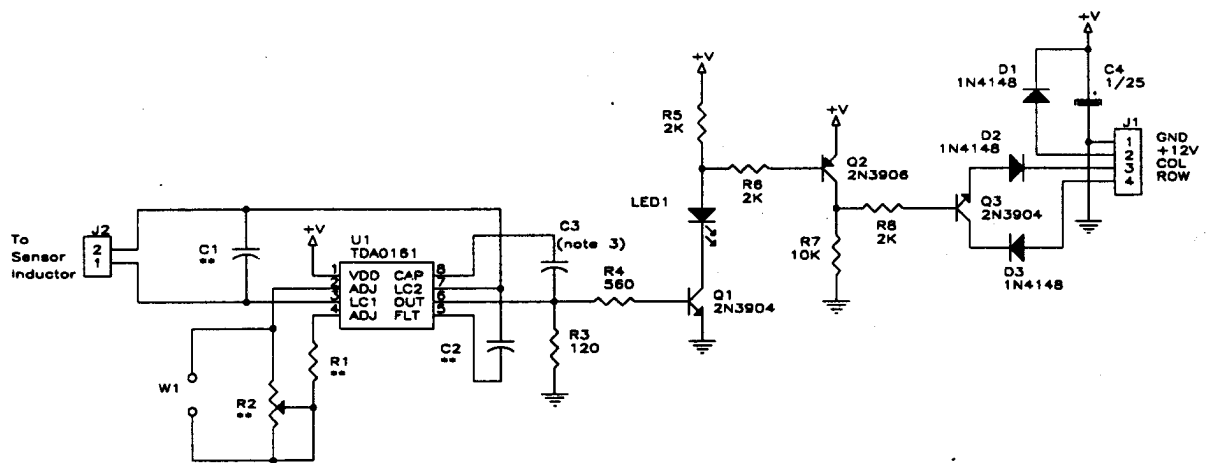 +V
D1
1N4148
C4
1/25
J1
1
2
3
4
GND
+12V
COL
ROW
+V
R5
2K
+V
D2
1N4148
R6
2K
Q2
2N3906
LED1
Q3
2N3904
R8
2K
R7
10K
D3
1N4148
J2
2
1
To
Sensor
Inductor
C1
**
+V
U1
TDA0161
C3
(note 3)
1
2
3
4
VDD
ADJ
LC1
ADJ
CAP
LC2
OUT
FLT
8
7
6
5
R4
560
Q1
2N3904
R3
120
C2
**
R1
**
W1
R2
**